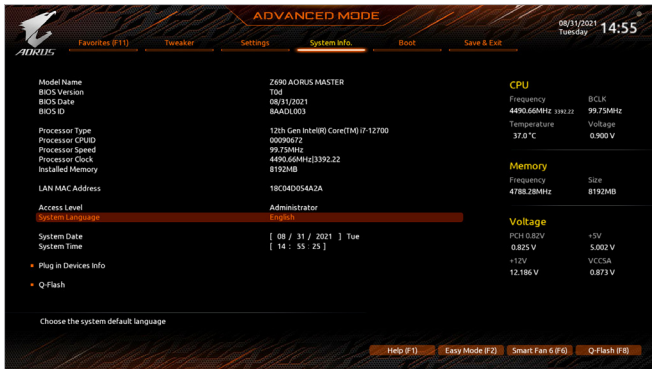 ADVANCED MODE
08/31/2021 Tuesday 14:55
AORUS
Favorites (F11) Tweaker Settings System Info. Boot Save & Exit
Model Name Z690 AORUS MASTER
BIOS Version T0d
BIOS Date 08/31/2021
BIOS ID 8AADL003
Processor Type 12th Gen Intel(R) Core(TM) i7-12700
Processor CPUID 00090672
Processor Speed 99.75MHz
Processor Clock 4490.66MHz|3392.22
Installed Memory 8192MB
LAN MAC Address 18C04D054A2A
Access Level Administrator
System Language English
System Date [ 08 / 31 / 2021 ] Tue
System Time [ 14 : 55 : 25 ]
Plug in Devices Info
Q-Flash
CPU
Frequency BCLK
4490.66MHz 3392.22 99.75MHz
Temperature Voltage
37.0 °C 0.900 V
Memory
Frequency Size
4788.28MHz 8192MB
Voltage
PCH 0.82V +5V
0.825 V 5.002 V
+12V VCCSA
12.186 V 0.873 V
Choose the system default language
Help (F1) Easy Mode (F2) Smart Fan 6 (F6) Q-Flash (F8)